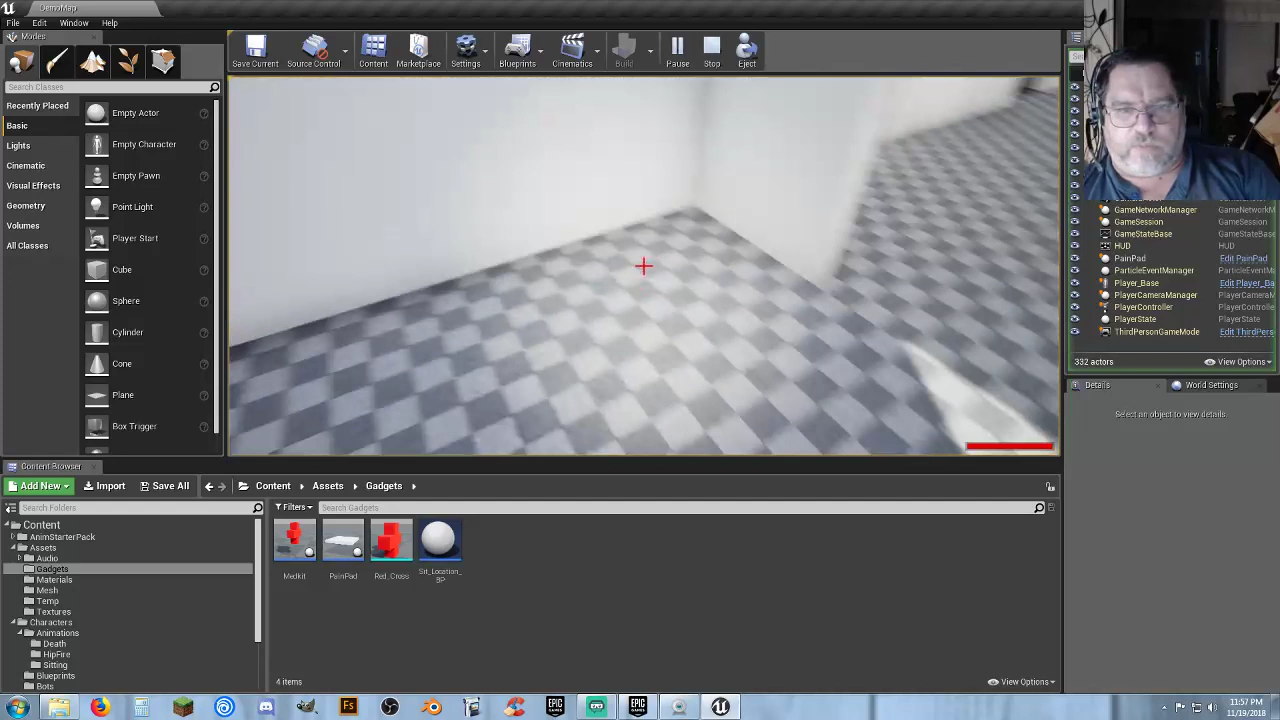 DemoMap
File Edit Window Help
Modes
Search Classes
Recently Placed
Basic
Lights
Cinematic
Visual Effects
Geometry
Volumes
All Classes
Empty Actor
Empty Character
Empty Pawn
Point Light
Player Start
Cube
Sphere
Cylinder
Cone
Plane
Box Trigger
Save Current Source Control Content Marketplace Settings Blueprints Cinematics Build Pause Stop Eject
GameNetworkManager GameNetwork
GameSession GameSession
GameStateBase GameStateBase
HUD HUD
PainPad Edit PainPad
ParticleEventManager ParticleEventM
Player_Base Edit Player_Ba
PlayerCameraManager PlayerCameraM
PlayerController PlayerControlle
PlayerState PlayerState
ThirdPersonGameMode Edit ThirdPers
332 actors View Options
Details World Settings
Select an object to view details.
Content Browser
Add New Import Save All Content Assets Gadgets
Search Folders
Filters Search Gadgets
Content
AnimStarterPack
Assets
Audio
Gadgets
Materials
Mesh
Temp
Textures
Characters
Animations
Death
HipFire
Sitting
Blueprints
Bots
Medkit PainPad Red_Cross Sit_Location_
BP
4 items View Options
11:57 PM
11/19/2018